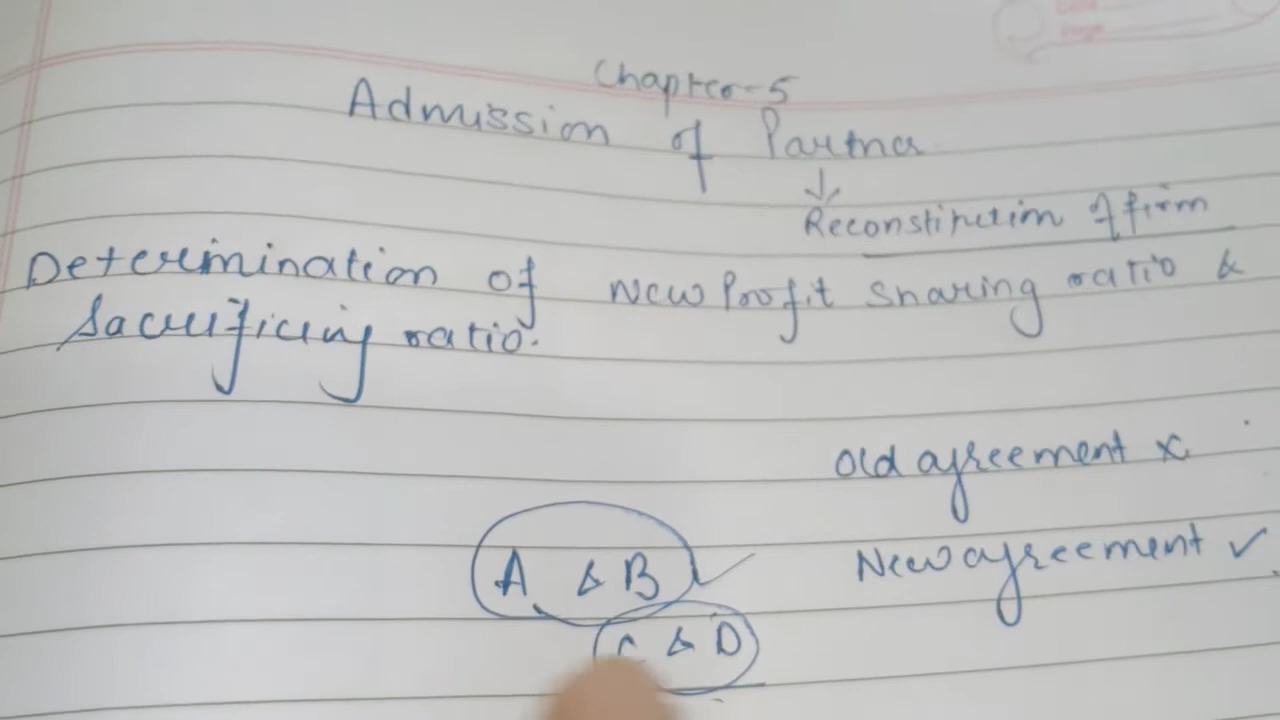 Chapter-5
Admission of Partner
↓
Reconstitution of firm
Determination of New Profit sharing ratio &
Sacrificing ratio.
Old agreement ×
A & B ✓
New agreement ✓
C & D